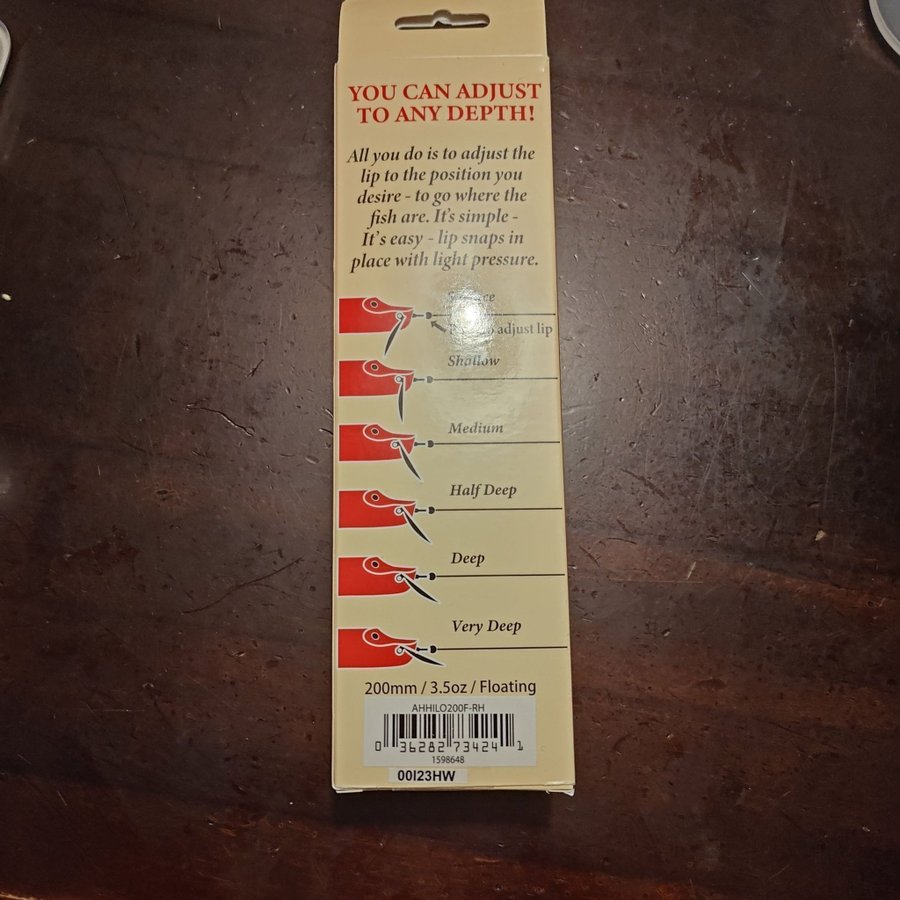 YOU CAN ADJUST
TO ANY DEPTH!
All you do is to adjust the
lip to the position you
desire - to go where the
fish are. It's simple -
It's easy - lip snaps in
place with light pressure.
adjust lip
Shallow
Medium
Half Deep
Deep
Very Deep
200mm / 3.5oz / Floating
AHHILO200F-RH
0 36282 73424 1
1598648
00I23HW